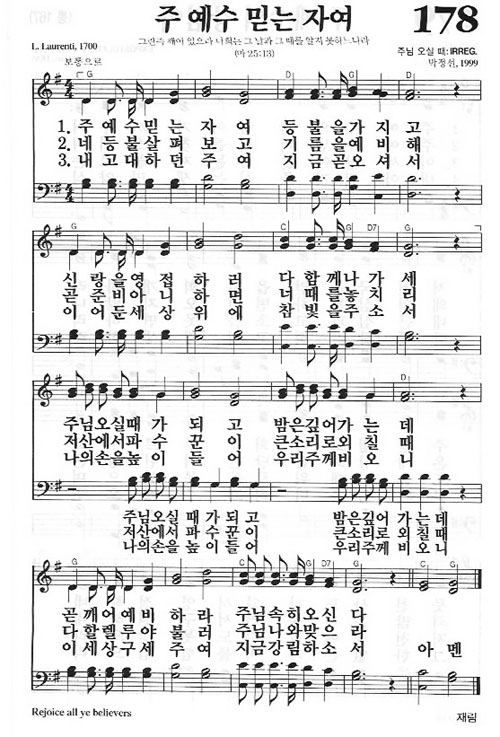 주 예수 믿는 자여
178
그런즉 깨어 있으라 너희는 그 날과 그 때를 알지 못하느니라
(마 25:13)
L. Laurenti, 1700
주님 오실 때: IRREG.
보통으로
박정선, 1999
G D G D
1. 주 예 수 믿 는 자 여 등 불 을 가 지 고
2. 네 등 불 살 펴 보 고 기 름 을 예 비 해
3. 내 고 대 하 던 주 여 지 금 곧 오 셔 서
G C G D7 G
신 랑 을 영 접 하 러 다 함 께 나 가 세
곧 준 비 아 니 하 면 너 때 를 놓 치 리
이 어 둔 세 상 위 에 참 빛 을 주 소 서
G D
주 님 오 실 때 가 되 고 밤 은 깊 어 가 는 데
저 산 에 서 파 수 꾼 이 큰 소 리 로 외 칠 때
나 의 손 을 높 이 들 어 우 리 주 께 비 오 니
주 님 오 실 때 가 되 고 밤 은 깊 어 가 는 데
저 산 에 서 파 수 꾼 이 큰 소 리 로 외 칠 때
나 의 손 을 높 이 들 어 우 리 주 께 비 오 니
곧 깨 어 예 비 하 라 주 님 속 히 오 신 다
다 할 렐 루 야 불 러 주 님 나 와 맞 으 라
이 세 상 구 세 주 여 지 금 강 림 하 소 서 아 멘
Rejoice all ye believers
재림